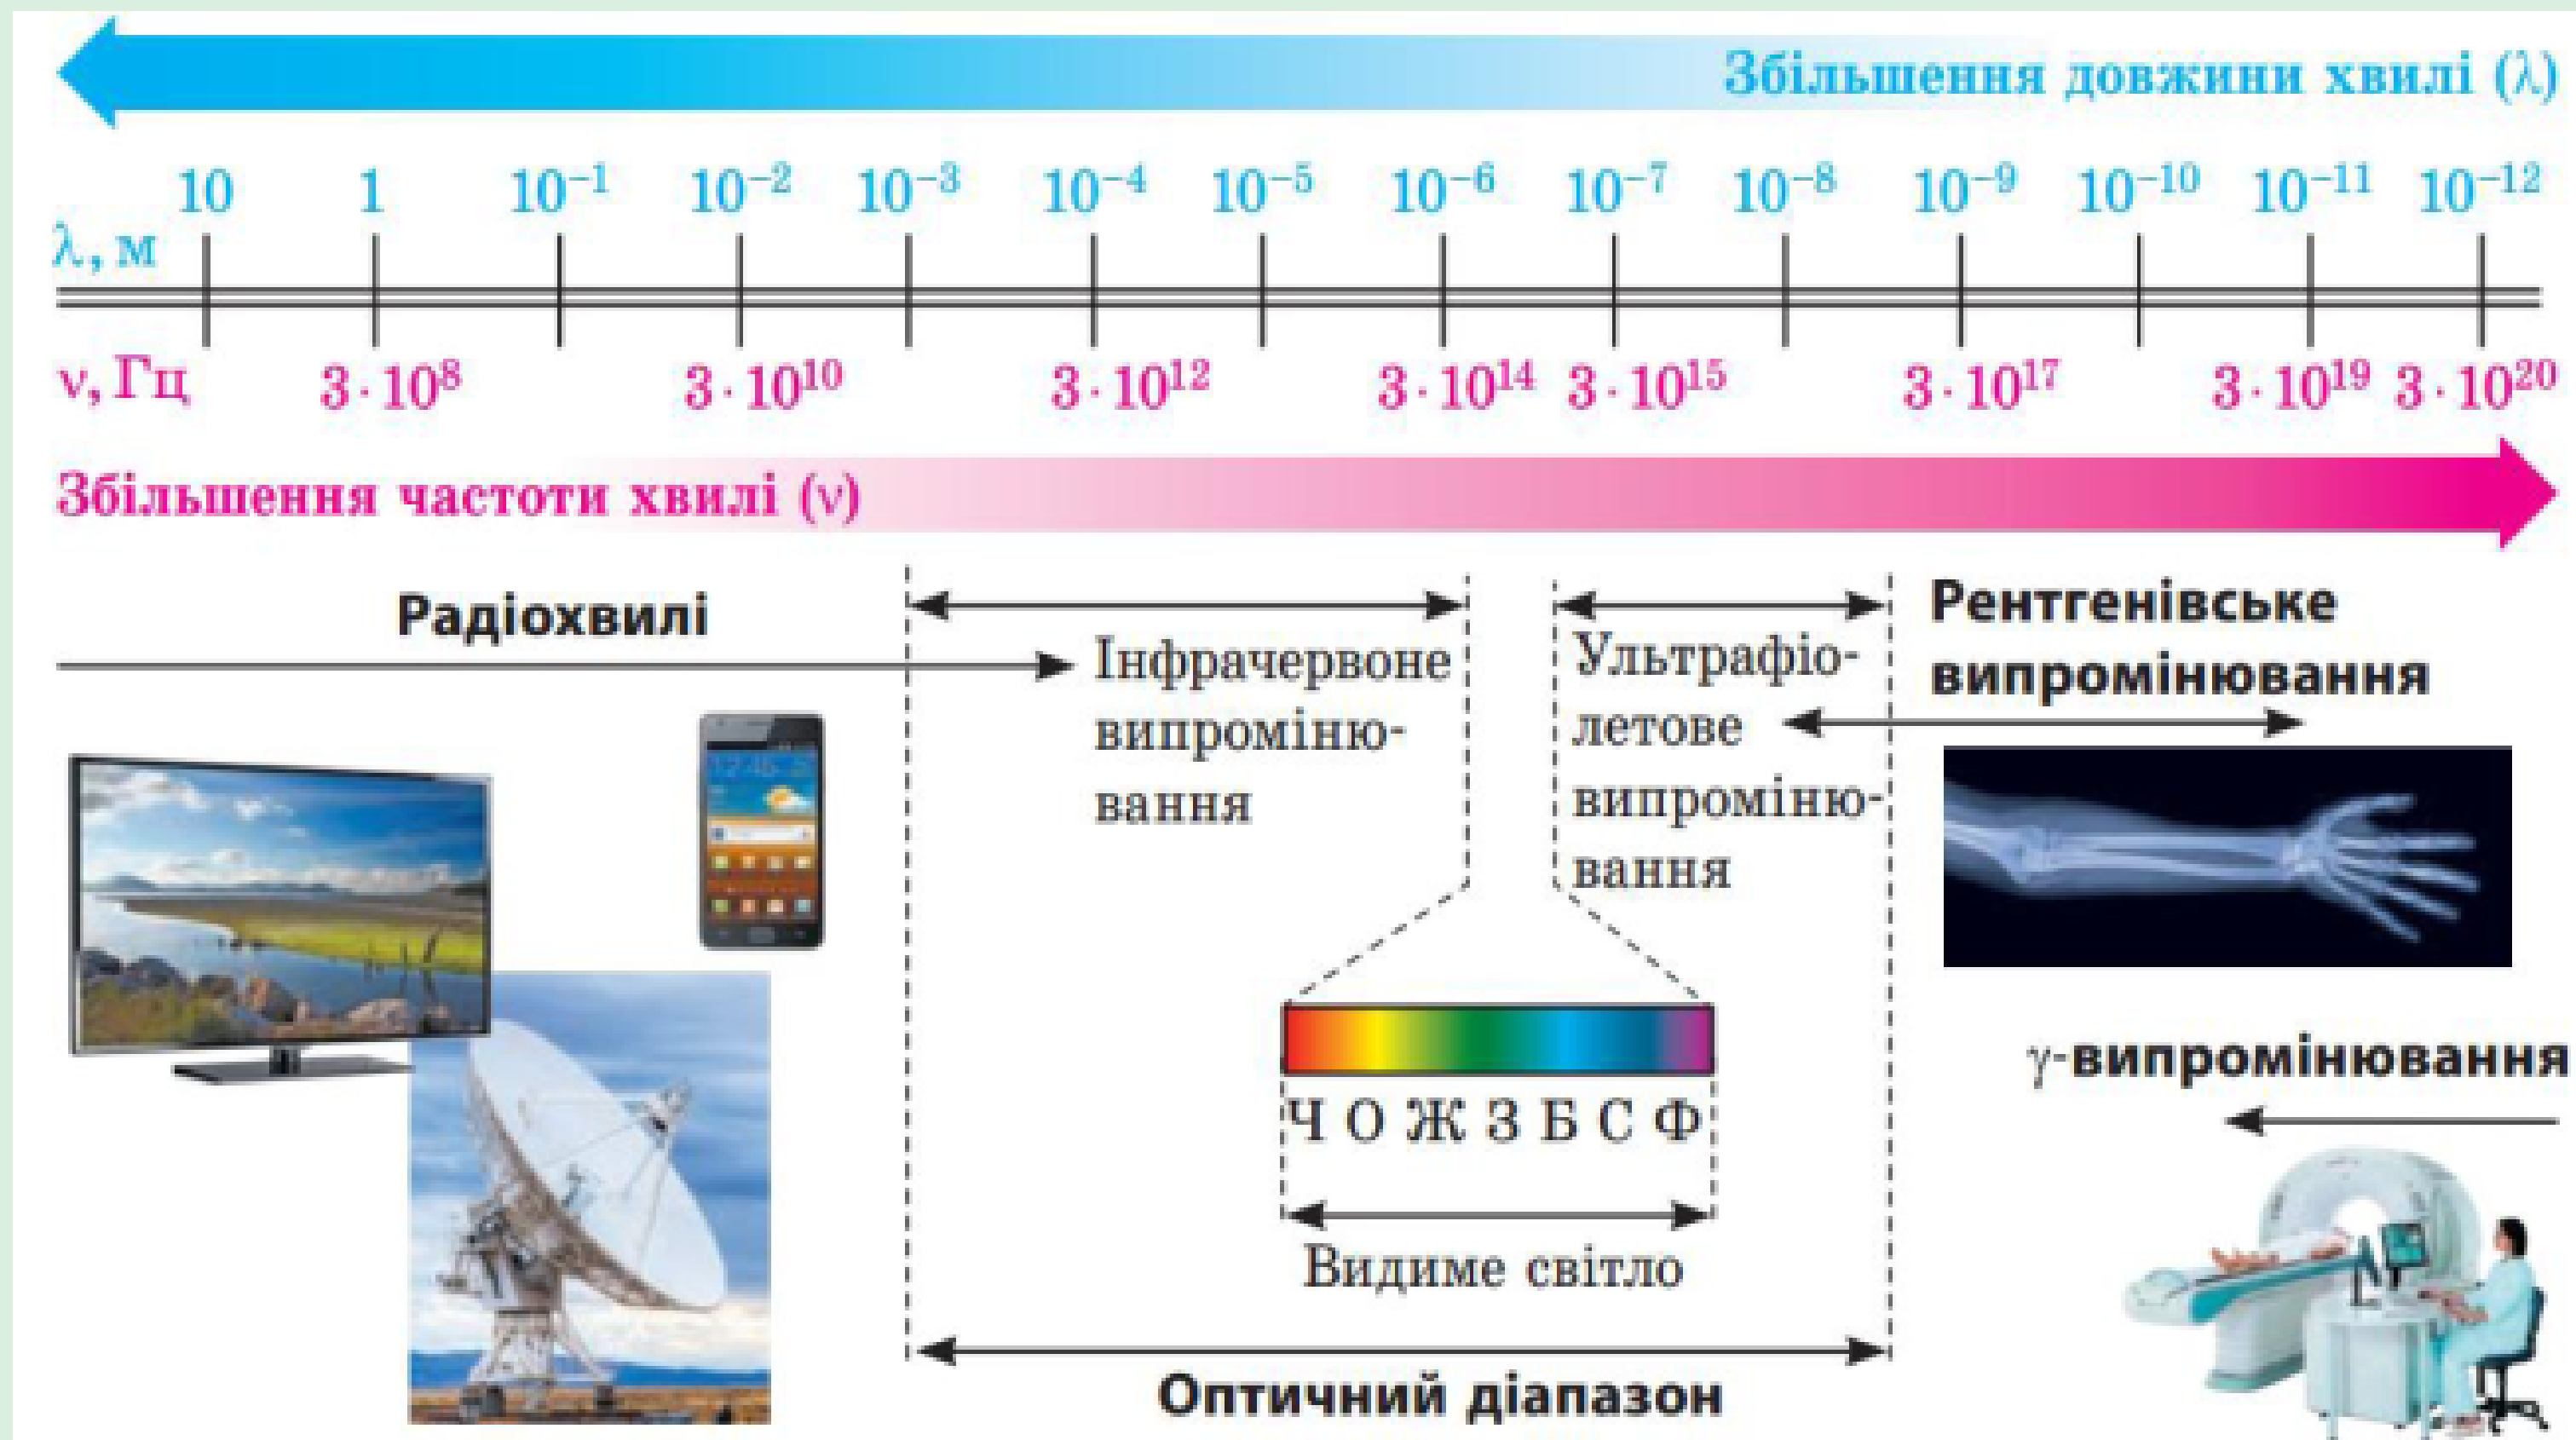 Збільшення довжини хвилі (λ)
10 1 10⁻¹ 10⁻² 10⁻³ 10⁻⁴ 10⁻⁵ 10⁻⁶ 10⁻⁷ 10⁻⁸ 10⁻⁹ 10⁻¹⁰ 10⁻¹¹ 10⁻¹²
λ, м
ν, Гц 3·10⁸ 3·10¹⁰ 3·10¹² 3·10¹⁴ 3·10¹⁵ 3·10¹⁷ 3·10¹⁹ 3·10²⁰
Збільшення частоти хвилі (ν)
Радіохвилі
Інфрачервоне
випроміню-
вання
Ультрафіо-
летове
випроміню-
вання
Рентгенівське
випромінювання
Ч О Ж З Б С Ф
Видиме світло
γ-випромінювання
Оптичний діапазон